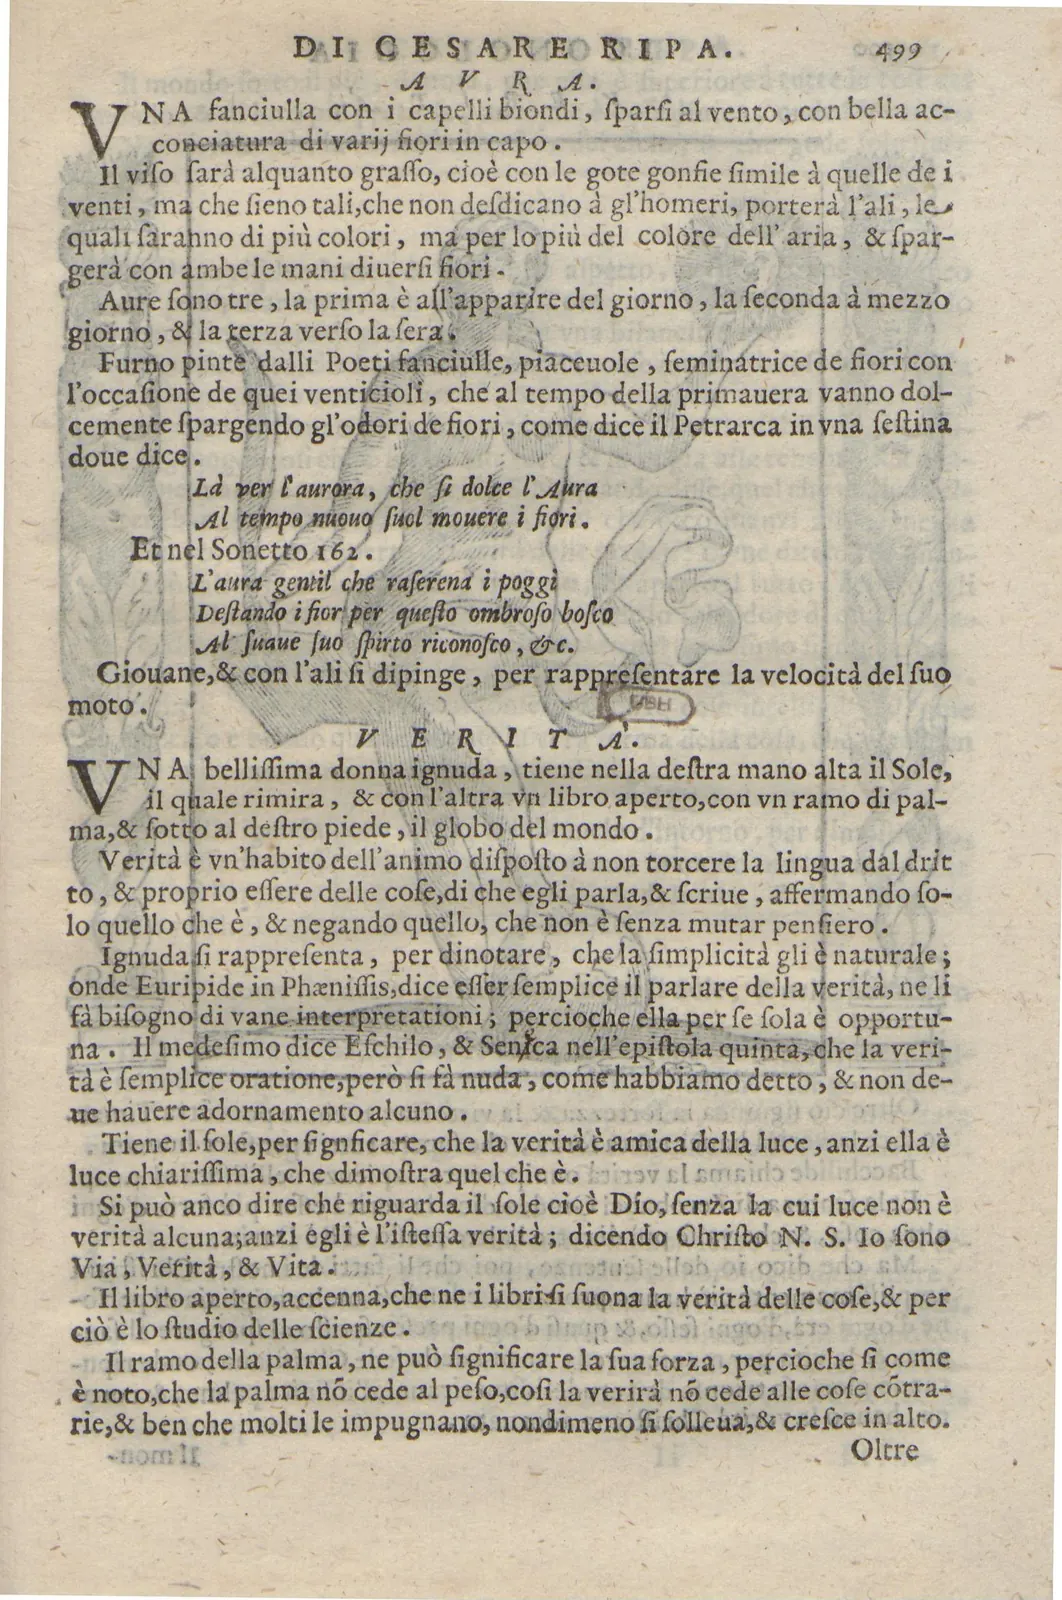 DI CESARE RIPA. 499
AVRA.
VNA fanciulla con i capelli biondi, ſparſi al vento, con bella ac-
conciatura di varij fiori in capo.
Il viſo ſarà alquanto graſſo, cioè con le gote gonfie ſimile à quelle de i
venti, ma che ſieno tali, che non deſdicano à gl'homeri, porterà l'ali, le
quali ſaranno di più colori, ma per lo più del colore dell' aria, & ſpar-
gerà con ambe le mani diuerſi fiori.
Aure ſono tre, la prima è all'apparire del giorno, la ſeconda à mezzo
giorno, & la terza verſo la ſera.
Furno pinte dalli Poeti fanciulle, piaceuole, ſeminatrice de fiori con
l'occaſione de quei venticioli, che al tempo della primauera vanno dol-
cemente ſpargendo gl'odori de fiori, come dice il Petrarca in vna ſeſtina
doue dice.
Là ver l'aurora, che ſi dolce l'Aura
Al tempo nuouo ſuol mouere i fiori.
Et nel Sonetto 162.
L'aura gentil che raſerena i poggi
Deſtando i fior per queſto ombroſo boſco
Al ſuaue ſuo ſpirto riconoſco, &c.
Giouane, & con l'ali ſi dipinge, per rappreſentare la velocità del ſuo
moto.
VERITÀ.
VNA belliſſima donna ignuda, tiene nella deſtra mano alta il Sole,
il quale rimira, & con l'altra vn libro aperto, con vn ramo di pal-
ma, & ſotto al deſtro piede, il globo del mondo.
Verità è vn'habito dell'animo diſpoſto à non torcere la lingua dal drit
to, & proprio eſſere delle coſe, di che egli parla, & ſcriue, affermando ſo-
lo quello che è, & negando quello, che non è ſenza mutar penſiero.
Ignuda ſi rappreſenta, per dinotare, che la ſimplicità gli è naturale;
onde Euripide in Phæniſſis, dice eſſer ſemplice il parlare della verità, ne li
fà biſogno di vane interpretationi; percioche ella per ſe ſola è opportu-
na. Il medeſimo dice Eſchilo, & Seneca nell'epiſtola quinta, che la veri-
tà è ſemplice oratione, però ſi fà nuda, come habbiamo detto, & non de-
ue hauere adornamento alcuno.
Tiene il ſole, per ſignficare, che la verità è amica della luce, anzi ella è
luce chiariſſima, che dimoſtra quel che è.
Si può anco dire che riguarda il ſole cioè Dio, ſenza la cui luce non è
verità alcuna; anzi egli è l'iſteſſa verità; dicendo Chriſto N. S. Io ſono
Via, Verità, & Vita.
Il libro aperto, accenna, che ne i libri ſi ſuona la verità delle coſe, & per
ciò è lo ſtudio delle ſcienze.
Il ramo della palma, ne può ſignificare la ſua forza, percioche ſi come
è noto, che la palma nõ cede al peſo, coſi la verirà nõ cede alle coſe cõtra-
rie, & ben che molti le impugnano, nondimeno ſi ſolleua, & creſce in alto.
Oltre